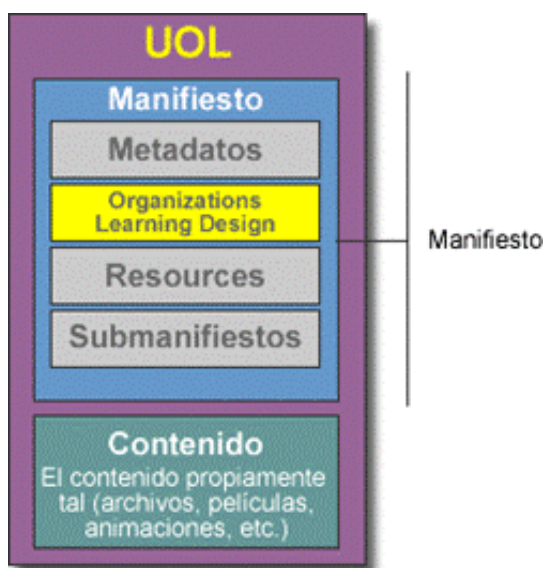 UOL
Manifiesto
Metadatos
Organizations
Learning Design
Resources
Submanifiestos
Manifiesto
Contenido
El contenido propiamente
tal (archivos, películas,
animaciones, etc.)